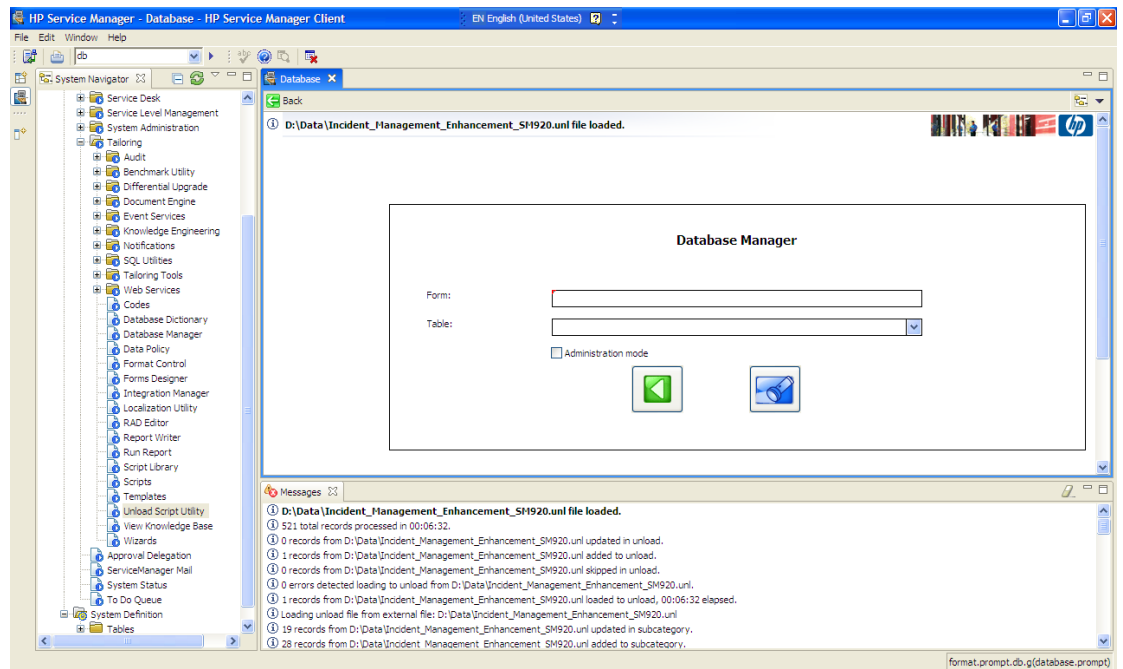 HP Service Manager - Database - HP Service Manager Client
EN English (United States)
File Edit Window Help
db
System Navigator
Service Desk
Service Level Management
System Administration
Tailoring
Audit
Benchmark Utility
Differential Upgrade
Document Engine
Event Services
Knowledge Engineering
Notifications
SQL Utilities
Tailoring Tools
Web Services
Codes
Database Dictionary
Database Manager
Data Policy
Format Control
Forms Designer
Integration Manager
Localization Utility
RAD Editor
Report Writer
Run Report
Script Library
Scripts
Templates
Unload Script Utility
View Knowledge Base
Wizards
Approval Delegation
ServiceManager Mail
System Status
To Do Queue
System Definition
Tables
Database
Back
D:\Data\Incident_Management_Enhancement_SM920.unl file loaded.
hp
Database Manager
Form:
Table:
Administration mode
Messages
D:\Data\Incident_Management_Enhancement_SM920.unl file loaded.
521 total records processed in 00:06:32.
0 records from D:\Data\Incident_Management_Enhancement_SM920.unl updated in unload.
1 records from D:\Data\Incident_Management_Enhancement_SM920.unl added to unload.
0 records from D:\Data\Incident_Management_Enhancement_SM920.unl skipped in unload.
0 errors detected loading to unload from D:\Data\Incident_Management_Enhancement_SM920.unl.
1 records from D:\Data\Incident_Management_Enhancement_SM920.unl loaded to unload, 00:06:32 elapsed.
Loading unload file from external file: D:\Data\Incident_Management_Enhancement_SM920.unl
19 records from D:\Data\Incident_Management_Enhancement_SM920.unl updated in subcategory.
28 records from D:\Data\Incident_Management_Enhancement_SM920.unl added to subcategory.
format.prompt.db.g(database.prompt)